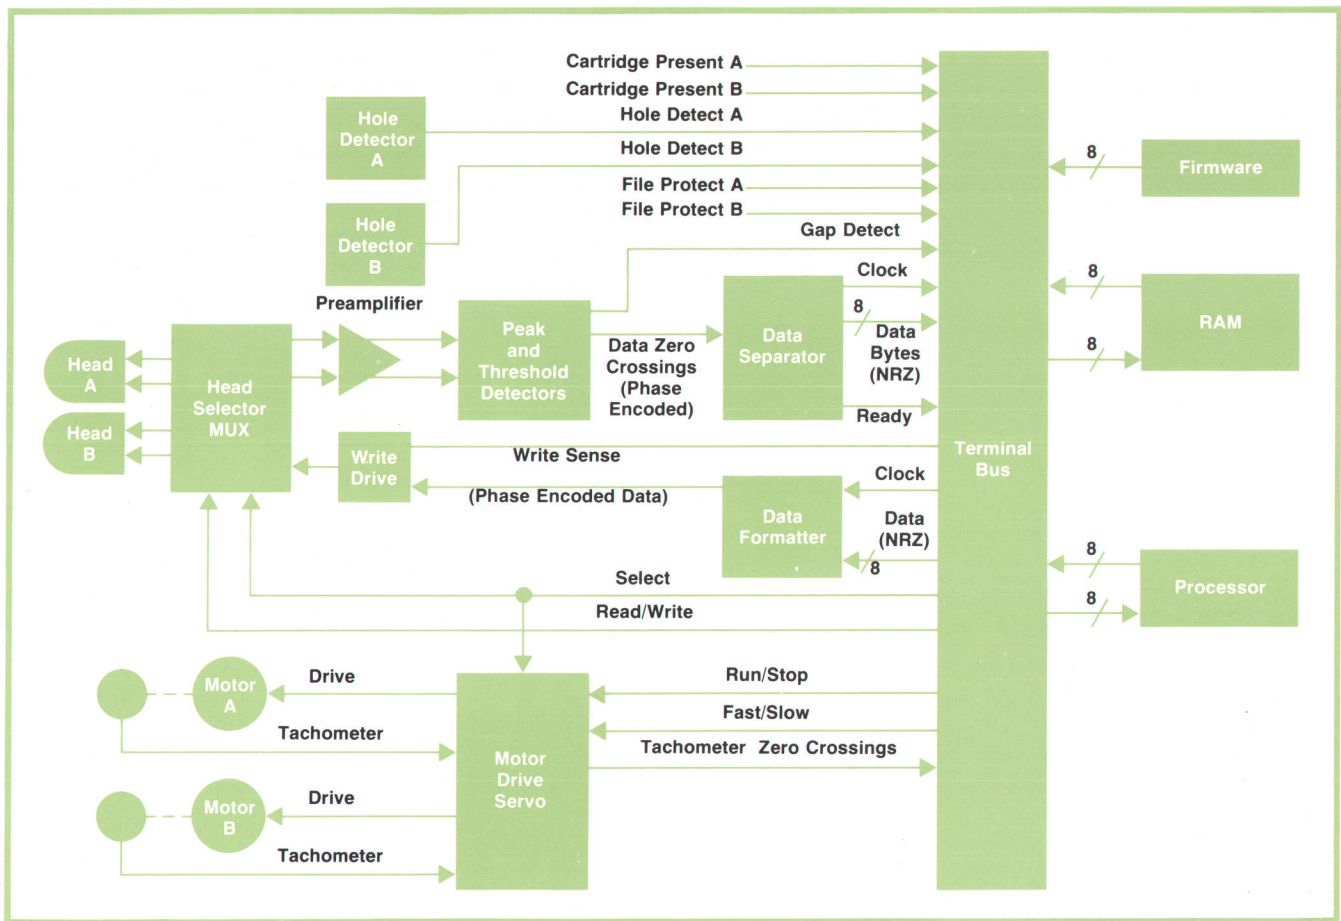 Cartridge Present A
Cartridge Present B
Hole
Detector
A
Hole Detect A
Hole Detect B
File Protect A
File Protect B
Hole
Detector
B
Gap Detect
8
Firmware
Preamplifier
Head
A
Head
B
Head
Selector
MUX
Peak
and
Threshold
Detectors
Data Zero
Crossings
(Phase
Encoded)
Data
Separator
Clock
8
Data
Bytes
(NRZ)
Ready
8
RAM
8
Terminal
Bus
Write
Drive
Write Sense
(Phase Encoded Data)
Data
Formatter
Clock
Data
(NRZ)
8
8
Processor
8
Select
Read/Write
Motor
A
Drive
Tachometer
Motor
B
Drive
Tachometer
Motor
Drive
Servo
Run/Stop
Fast/Slow
Tachometer Zero Crossings